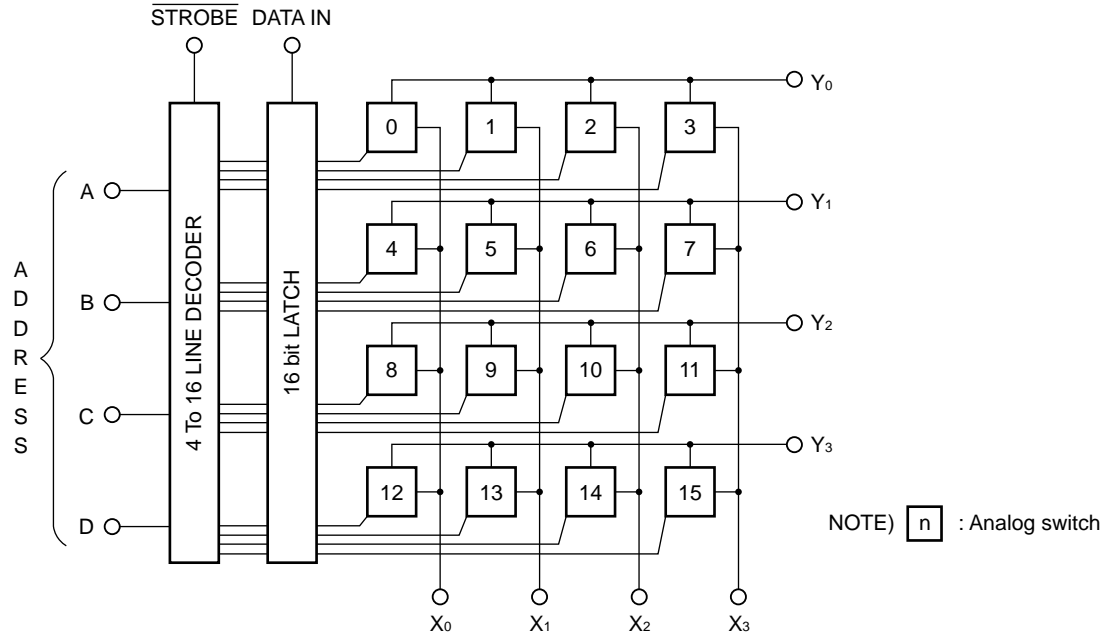 STROBE DATA IN
Y0
0 1 2 3
A
Y1
4 5 6 7
ADDRESS
B
4 To 16 LINE DECODER
16 bit LATCH
Y2
8 9 10 11
C
Y3
12 13 14 15
D
NOTE) n : Analog switch
X0 X1 X2 X3